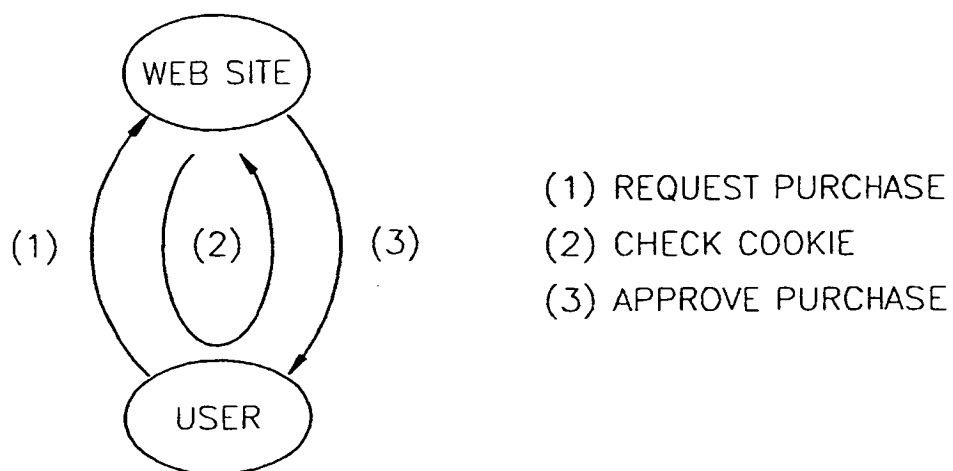 WEB SITE
(1)
(2)
(3)
USER
(1) REQUEST PURCHASE
(2) CHECK COOKIE
(3) APPROVE PURCHASE